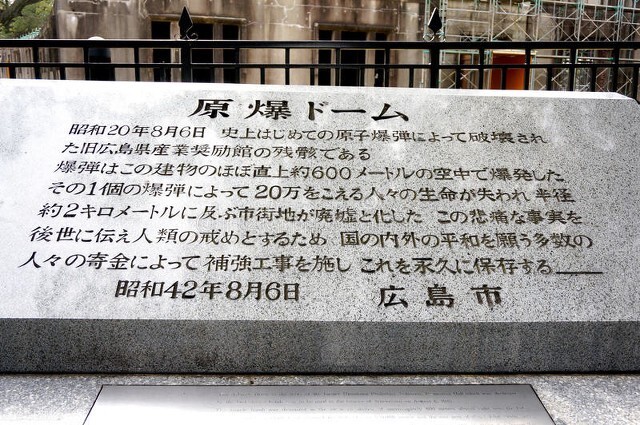 原爆ドーム
昭和20年8月6日 史上はじめての原子爆弾によって破壊され
た旧広島県産業奨励館の残骸である
爆弾はこの建物のほぼ直上約600メートルの空中で爆発した
その1個の爆弾によって20万をこえる人々の生命が失われ 半径
約2キロメートルに及ぶ市街地が廃墟と化した この悲痛な事実を
後世に伝え人類の戒めとするため 国の内外の平和を願う多数の
人々の寄金によって補強工事を施し これを永久に保存する
昭和42年8月6日 広島市